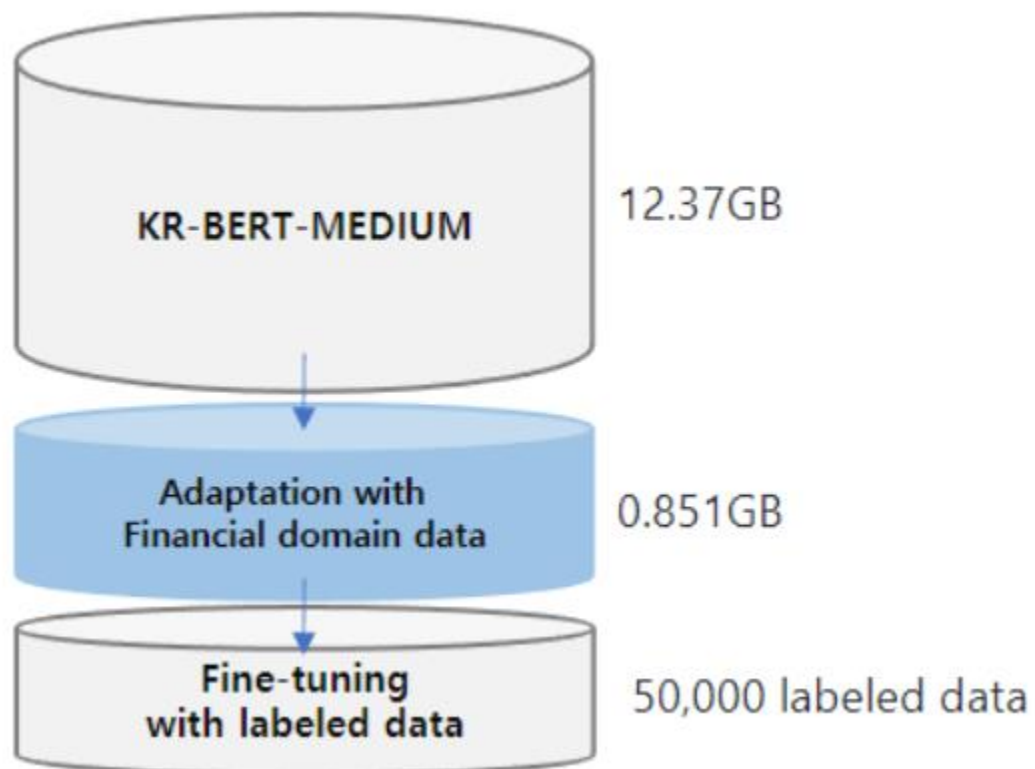 KR-BERT-MEDIUM
12.37GB
Adaptation with
Financial domain data
0.851GB
Fine-tuning
with labeled data
50,000 labeled data